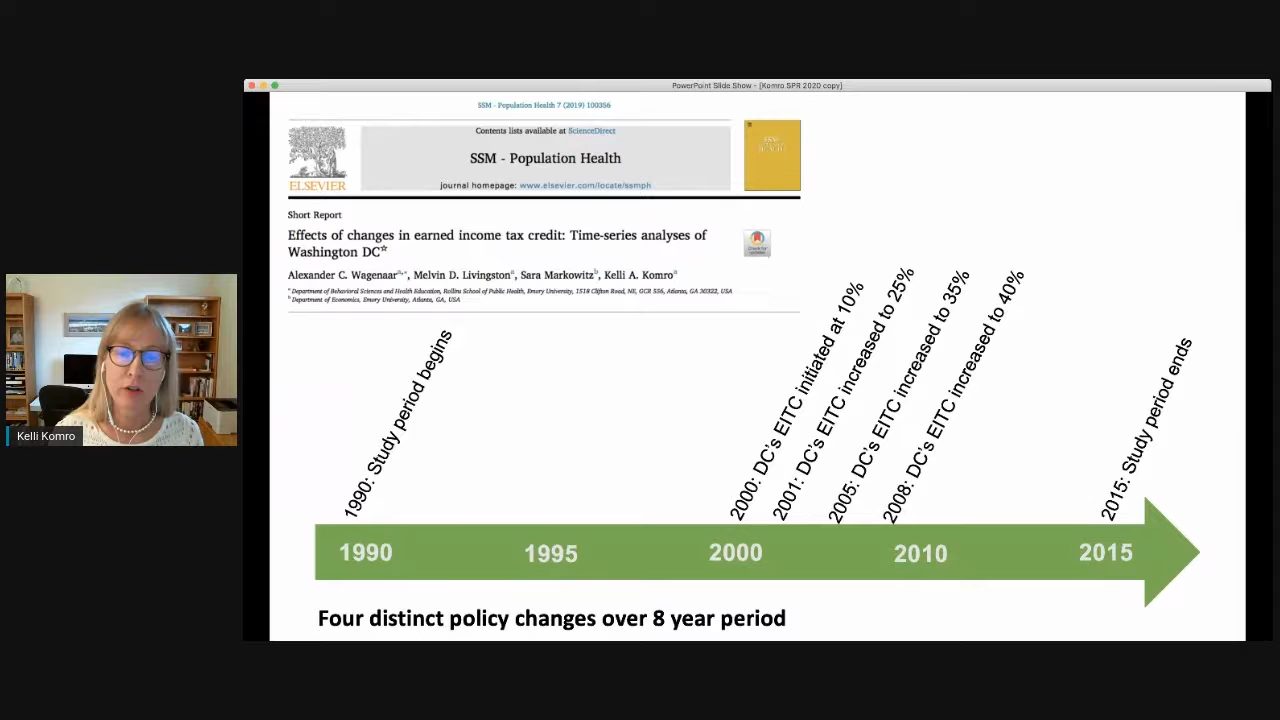 PowerPoint Slide Show - [Komro SPR 2020 copy]
SSM - Population Health 7 (2019) 100356
Contents lists available at ScienceDirect
SSM - Population Health
journal homepage: www.elsevier.com/locate/ssmph
ELSEVIER
Short Report
Effects of changes in earned income tax credit: Time-series analyses of
Washington DC☆
Check for
updates
Alexander C. Wagenaar^a,*, Melvin D. Livingston^a, Sara Markowitz^b, Kelli A. Komro^a
a Department of Behavioral Sciences and Health Education, Rollins School of Public Health, Emory University, 1518 Clifton Road, NE, GCR 556, Atlanta, GA 30322, USA
b Department of Economics, Emory University, Atlanta, GA, USA
1990: Study period begins
2000: DC's EITC initiated at 10%
2001: DC's EITC increased to 25%
2005: DC's EITC increased to 35%
2008: DC's EITC increased to 40%
2015: Study period ends
1990 1995 2000 2010 2015
Four distinct policy changes over 8 year period
Kelli Komro